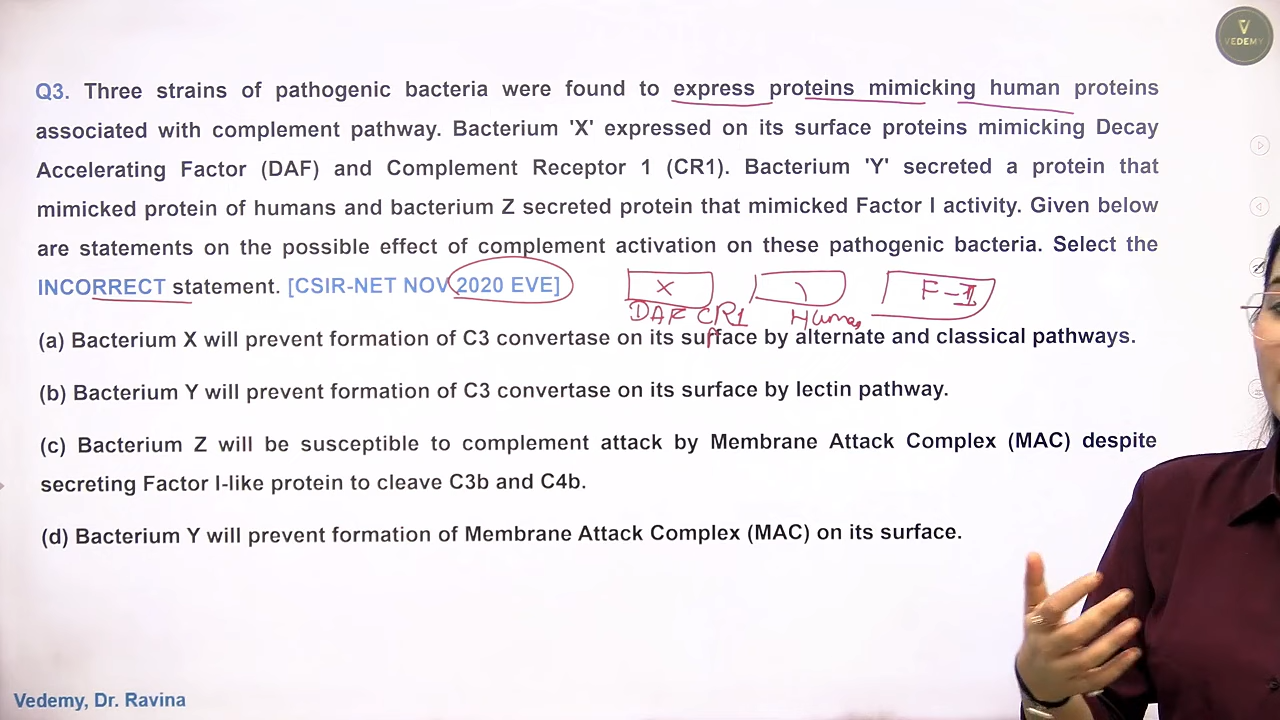 VEDEMY
Q3. Three strains of pathogenic bacteria were found to express proteins mimicking human proteins
associated with complement pathway. Bacterium 'X' expressed on its surface proteins mimicking Decay
Accelerating Factor (DAF) and Complement Receptor 1 (CR1). Bacterium 'Y' secreted a protein that
mimicked protein of humans and bacterium Z secreted protein that mimicked Factor I activity. Given below
are statements on the possible effect of complement activation on these pathogenic bacteria. Select the
INCORRECT statement. [CSIR-NET NOV 2020 EVE]
X
F-I
DAF CR1
(a) Bacterium X will prevent formation of C3 convertase on its surface by alternate and classical pathways.
(b) Bacterium Y will prevent formation of C3 convertase on its surface by lectin pathway.
(c) Bacterium Z will be susceptible to complement attack by Membrane Attack Complex (MAC) despite
secreting Factor I-like protein to cleave C3b and C4b.
(d) Bacterium Y will prevent formation of Membrane Attack Complex (MAC) on its surface.
Vedemy, Dr. Ravina